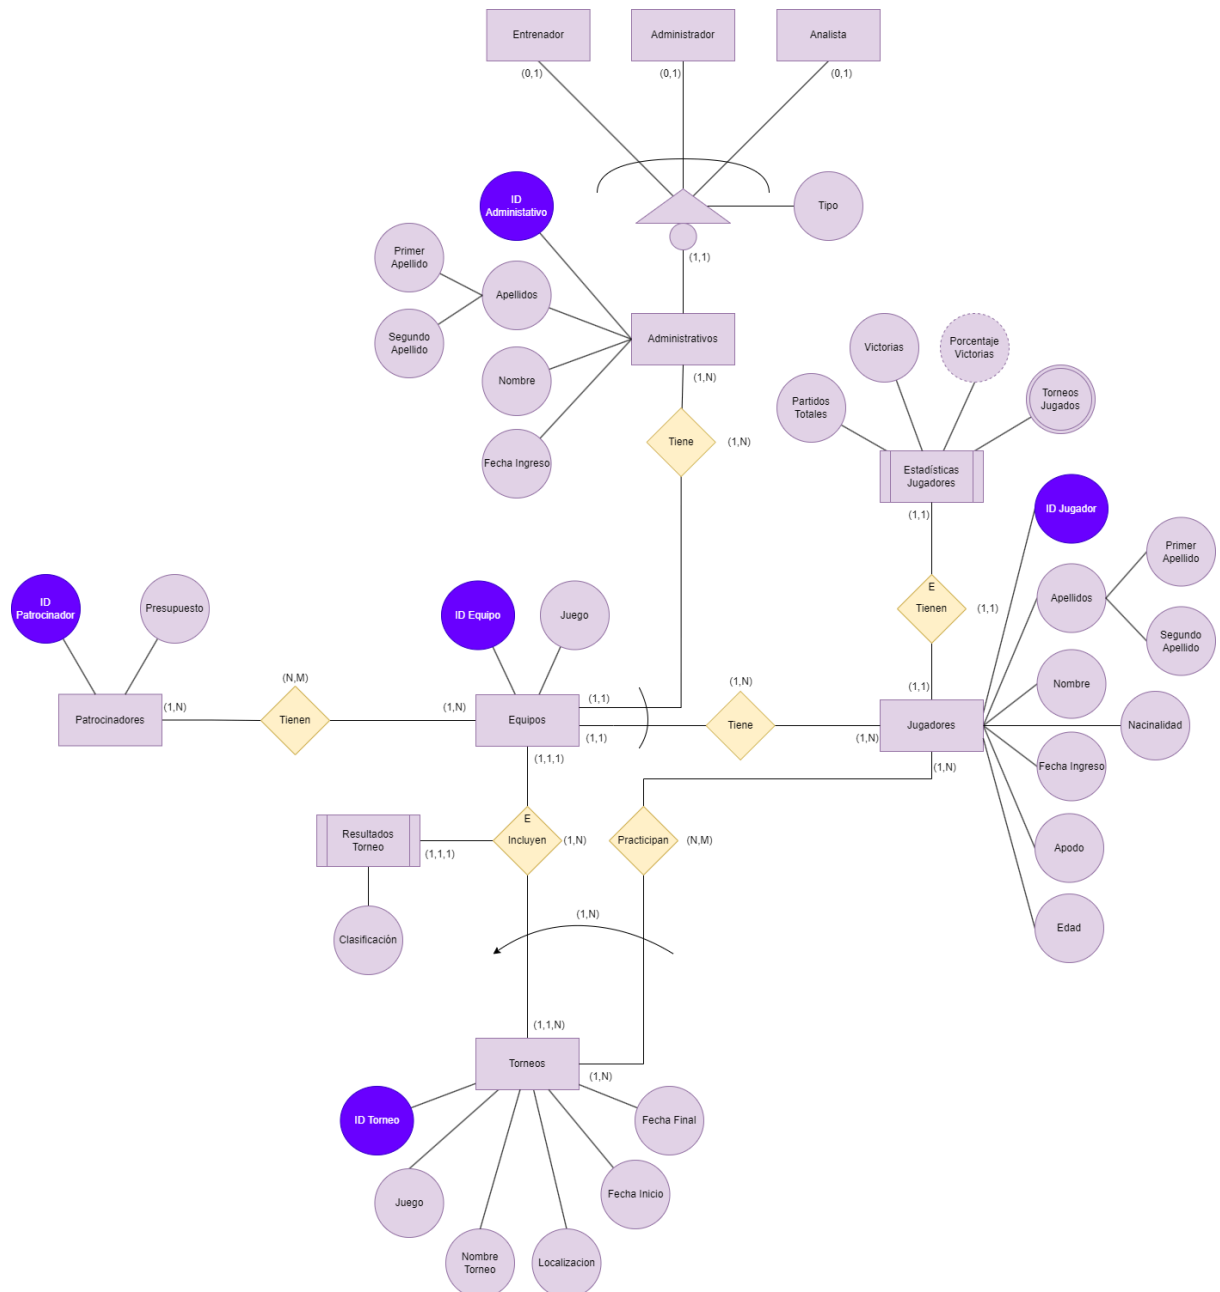 Entrenador
Administrador
Analista
(0,1)
(0,1)
(0,1)
ID
Administativo
Tipo
Primer
Apellido
(1,1)
Apellidos
Segundo
Apellido
Administrativos
Victorias
Porcentaje
Victorias
Nombre
(1,N)
Partidos
Totales
Torneos
Jugados
Tiene
(1,N)
Fecha Ingreso
Estadísticas
Jugadores
ID Jugador
(1,1)
Primer
Apellido
E
Tienen
(1,1)
Apellidos
ID
Patrocinador
Presupuesto
ID Equipo
Juego
Segundo
Apellido
(N,M)
(1,N)
(1,1)
Nombre
Patrocinadores
(1,N)
Tienen
(1,N)
Equipos
(1,1)
(1,1)
Tiene
(1,N)
Jugadores
Nacinalidad
(1,1,1)
(1,N)
Fecha Ingreso
Resultados
Torneo
(1,1,1)
E
Incluyen
(1,N)
Practicipan
(N,M)
Apodo
(1,N)
Clasificación
Edad
(1,1,N)
Torneos
(1,N)
ID Torneo
Fecha Final
Juego
Fecha Inicio
Nombre
Torneo
Localizacion